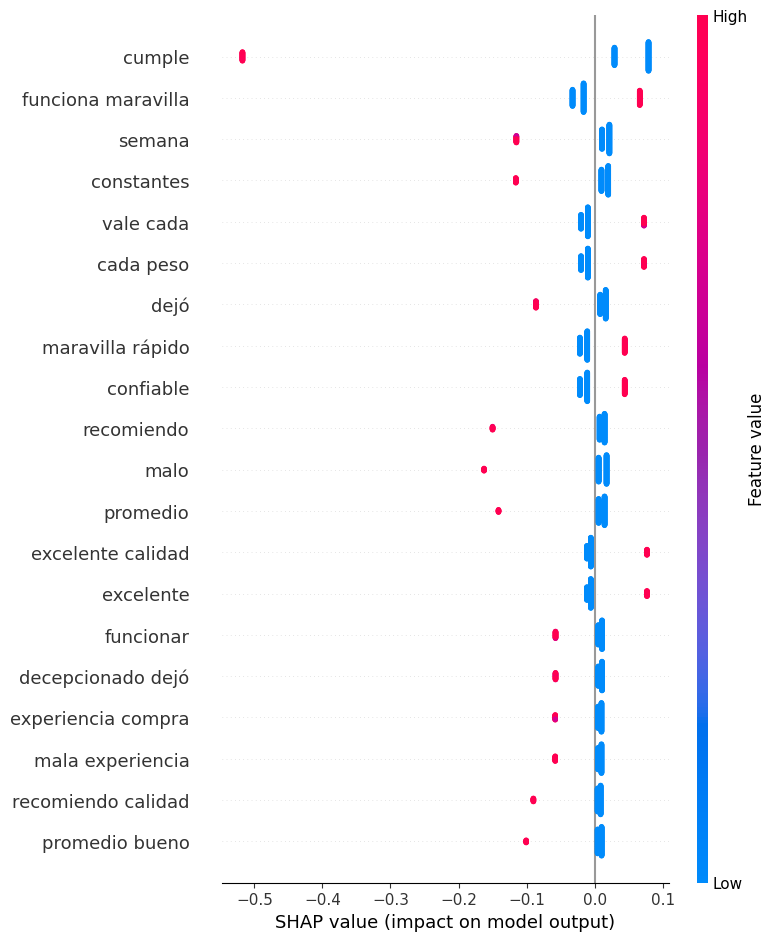 High
cumple
funciona maravilla
semana
constantes
vale cada
cada peso
dejó
maravilla rápido
confiable
recomiendo
malo
promedio
excelente calidad
excelente
funcionar
decepcionado dejó
experiencia compra
mala experiencia
recomiendo calidad
promedio bueno
Feature value
Low
−0.5 −0.4 −0.3 −0.2 −0.1 0.0 0.1
SHAP value (impact on model output)